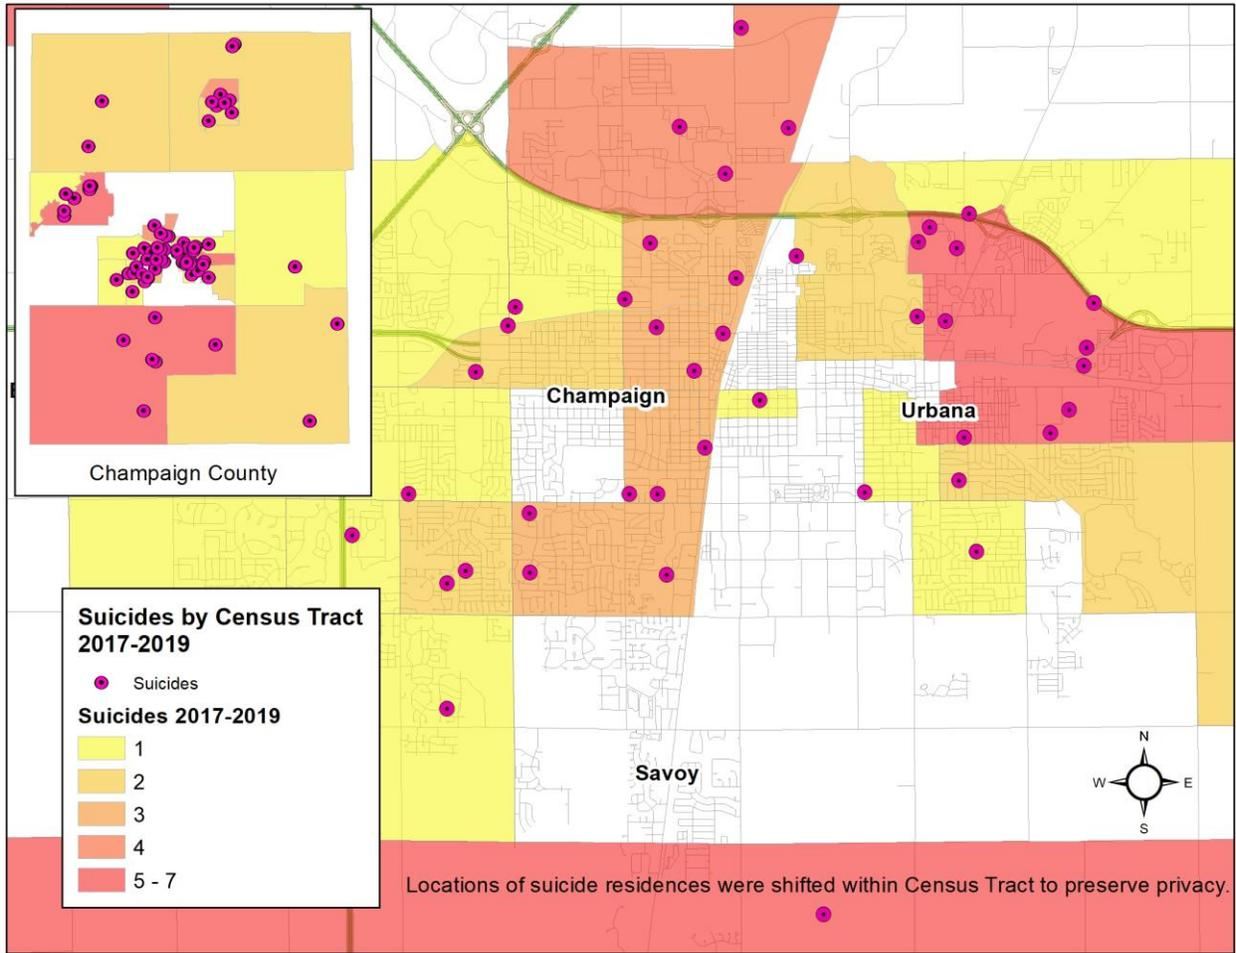 Champaign County
Champaign
Urbana
Suicides by Census Tract
2017-2019
Suicides
Suicides 2017-2019
1
2
3
4
5 - 7
Savoy
N
W
E
S
Locations of suicide residences were shifted within Census Tract to preserve privacy.